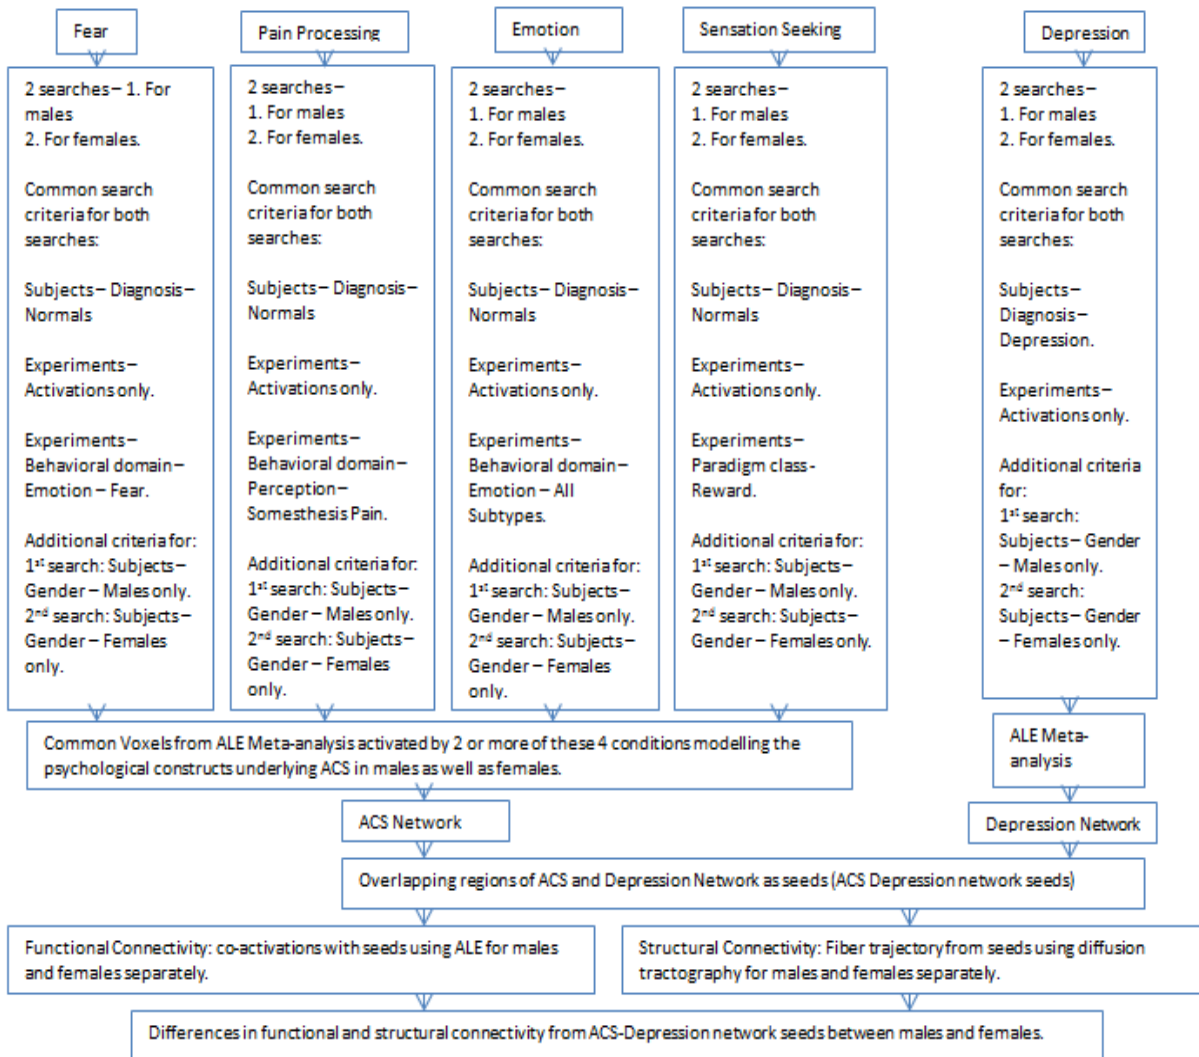 Fear
2 searches – 1. For
males
2. For females.
Common search
criteria for both
searches:
Subjects – Diagnosis –
Normals
Experiments –
Activations only.
Experiments –
Behavioral domain –
Emotion – Fear.
Additional criteria for:
1st search: Subjects –
Gender – Males only.
2nd search: Subjects –
Gender – Females
only.
Pain Processing
2 searches –
1. For males
2. For females.
Common search
criteria for both
searches:
Subjects – Diagnosis –
Normals
Experiments –
Activations only.
Experiments –
Behavioral domain –
Perception –
Somesthesis Pain.
Additional criteria for:
1st search: Subjects –
Gender – Males only.
2nd search: Subjects –
Gender – Females
only.
Emotion
2 searches –
1. For males
2. For females.
Common search
criteria for both
searches:
Subjects – Diagnosis –
Normals
Experiments –
Activations only.
Experiments –
Behavioral domain –
Emotion – All
Subtypes.
Additional criteria for:
1st search: Subjects –
Gender – Males only.
2nd search: Subjects –
Gender – Females
only.
Sensation Seeking
2 searches –
1. For males
2. For females.
Common search
criteria for both
searches:
Subjects – Diagnosis –
Normals
Experiments –
Activations only.
Experiments –
Paradigm class-
Reward.
Additional criteria for:
1st search: Subjects –
Gender – Males only.
2nd search: Subjects –
Gender – Females only.
Depression
2 searches –
1. For males
2. For females.
Common search
criteria for both
searches:
Subjects –
Diagnosis –
Depression.
Experiments –
Activations only.
Additional criteria
for:
1st search:
Subjects – Gender
– Males only.
2nd search:
Subjects – Gender
– Females only.
Common Voxels from ALE Meta-analysis activated by 2 or more of these 4 conditions modelling the
psychological constructs underlying ACS in males as well as females.
ALE Meta-
analysis
ACS Network
Depression Network
Overlapping regions of ACS and Depression Network as seeds (ACS Depression network seeds)
Functional Connectivity: co-activations with seeds using ALE for males
and females separately.
Structural Connectivity: Fiber trajectory from seeds using diffusion
tractography for males and females separately.
Differences in functional and structural connectivity from ACS-Depression network seeds between males and females.